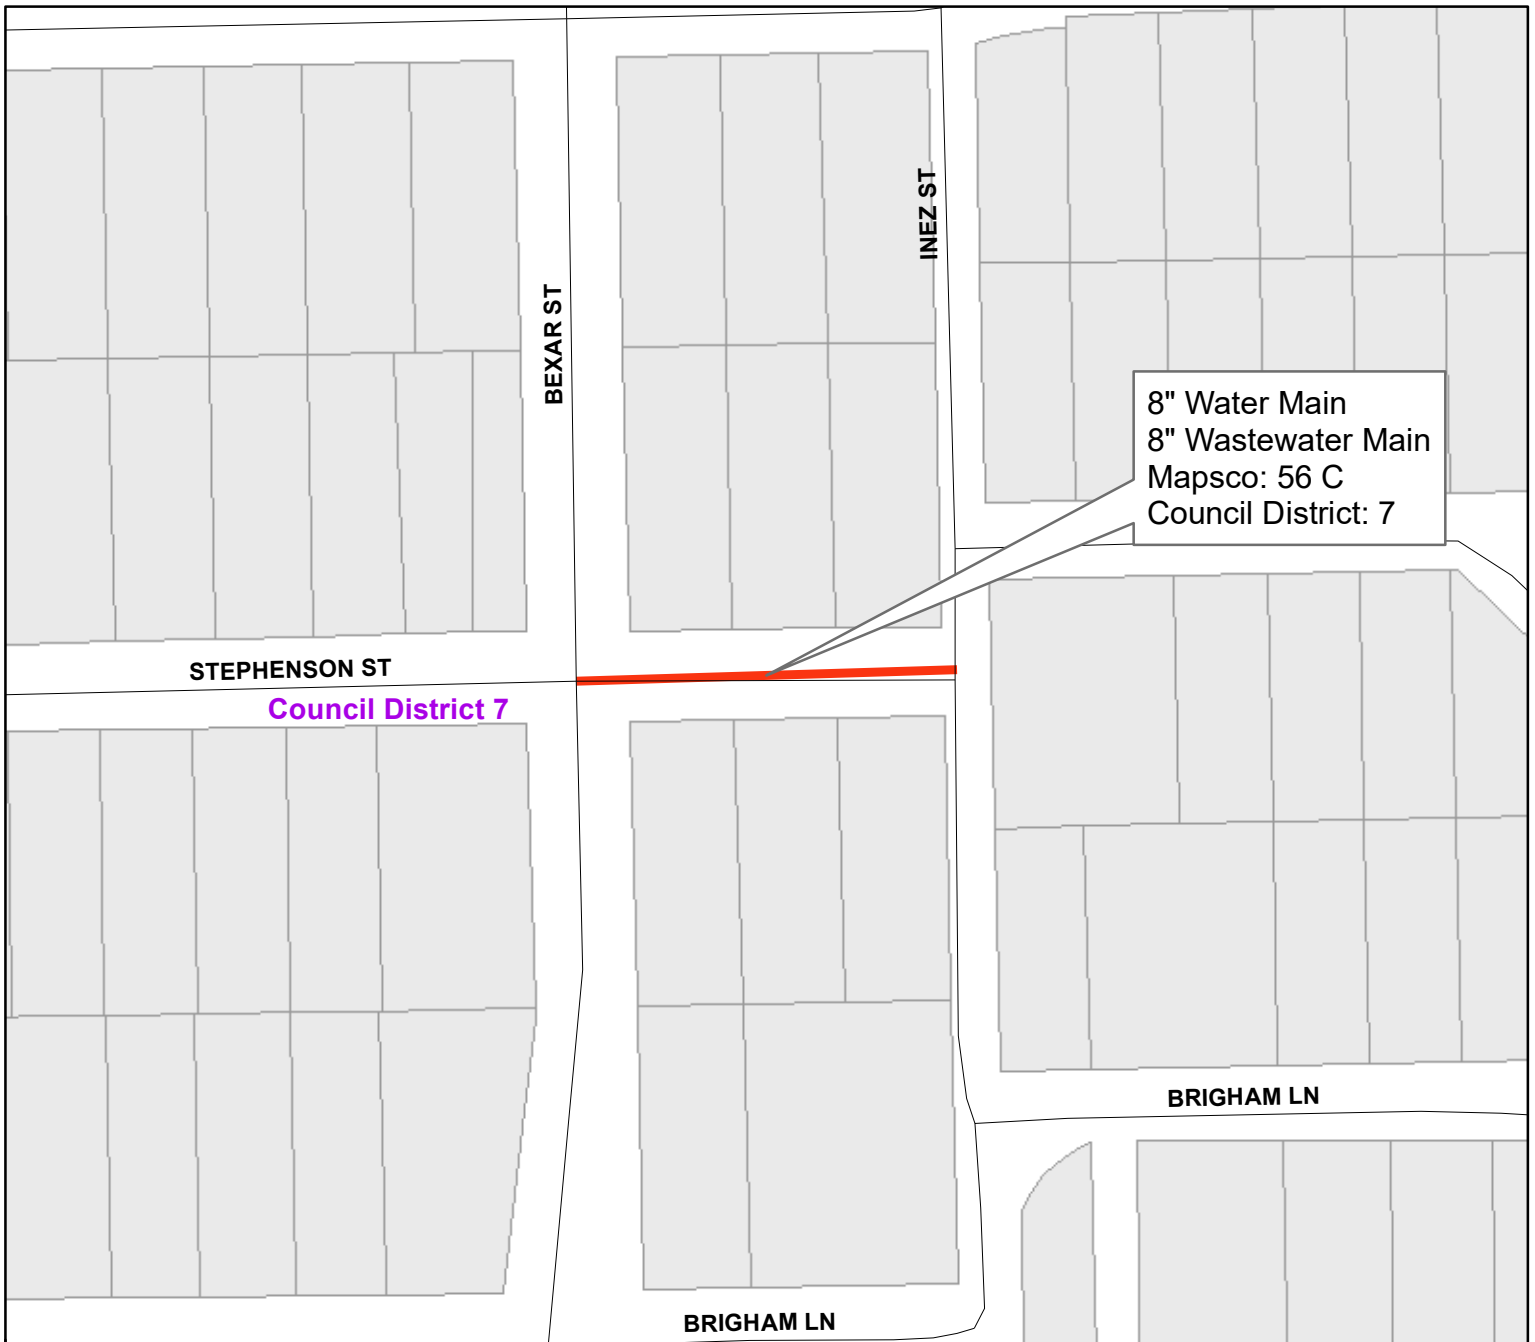 INEZ ST
BEXAR ST
8" Water Main
8" Wastewater Main
Mapsco: 56 C
Council District: 7
STEPHENSON ST
Council District 7
BRIGHAM LN
BRIGHAM LN